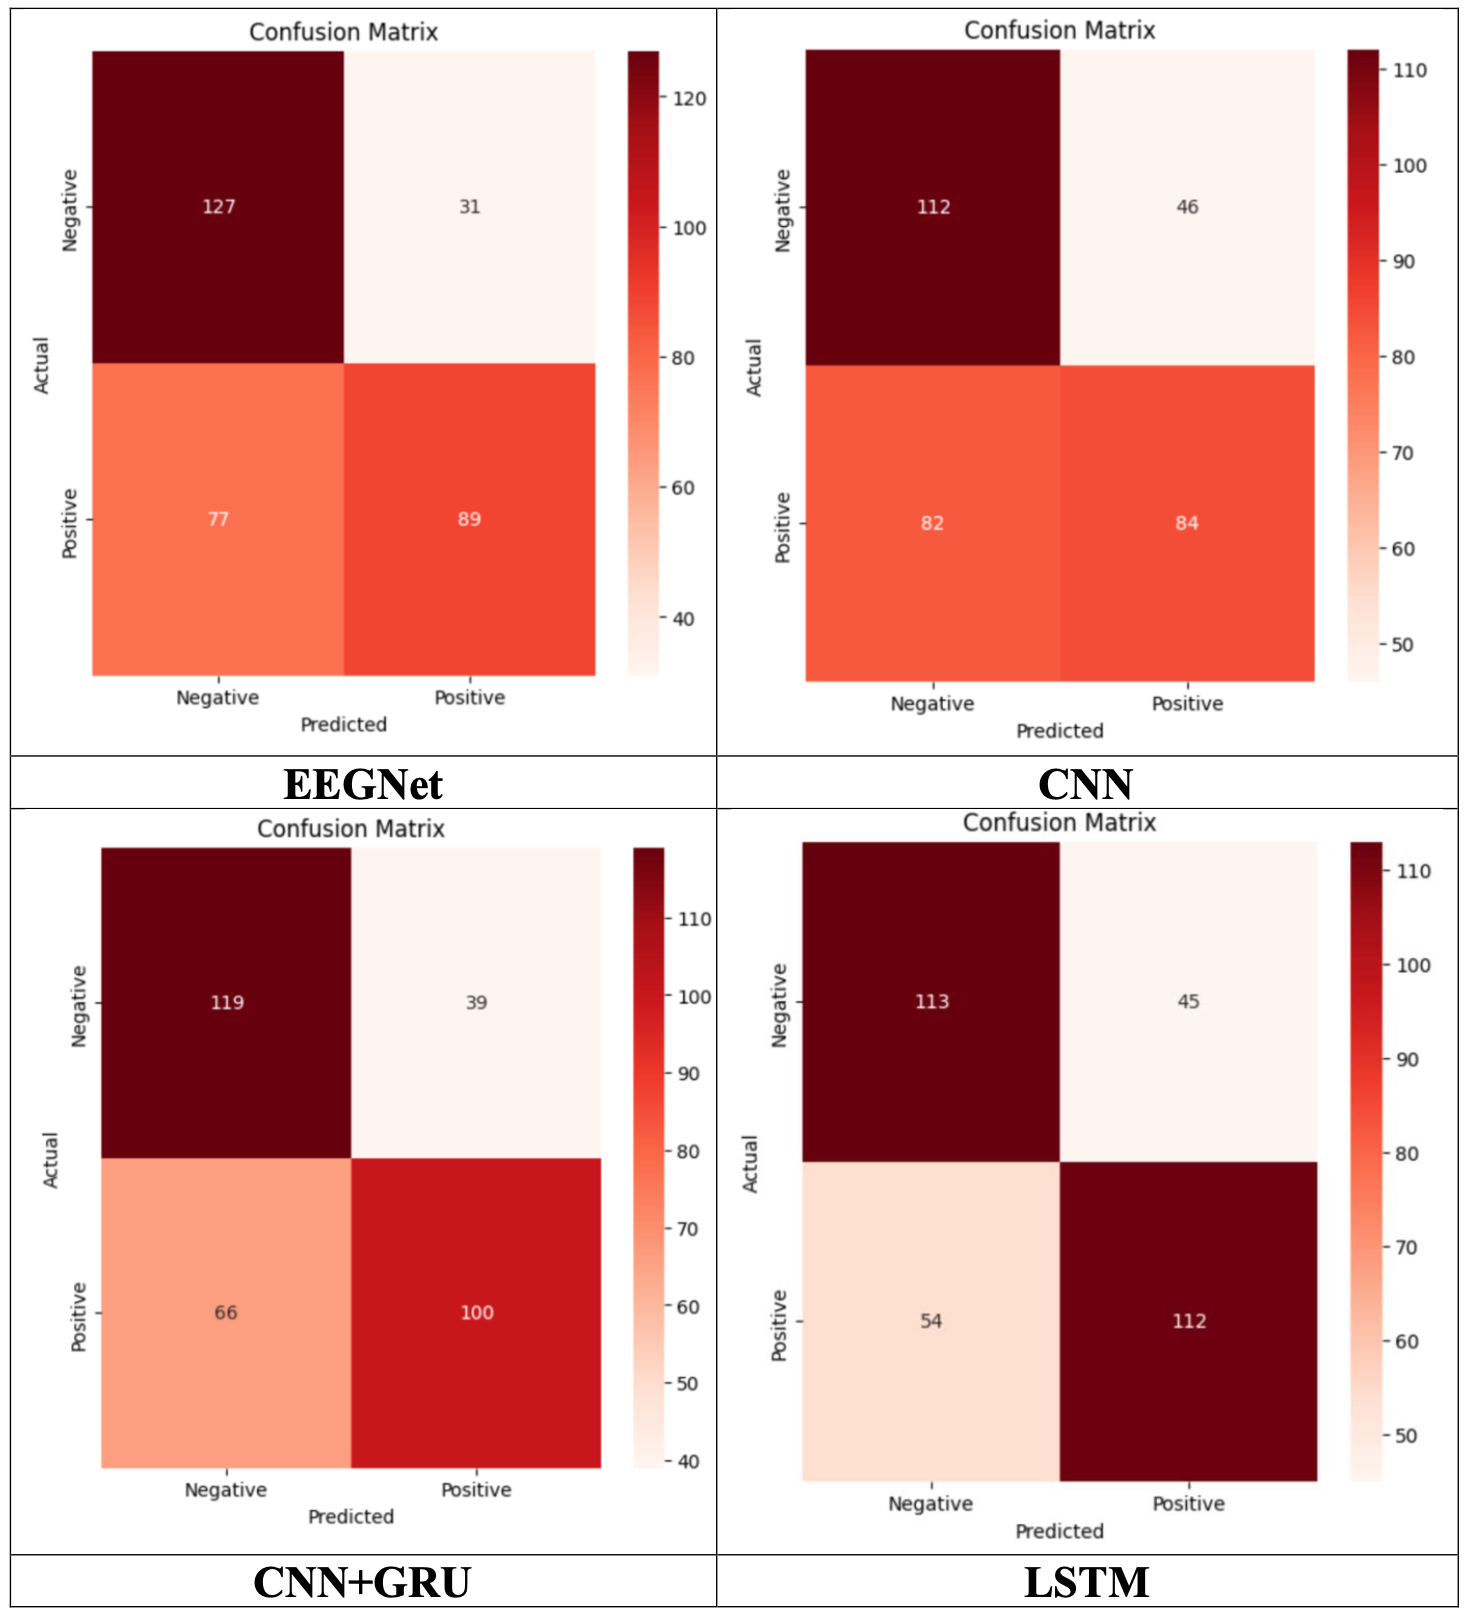 Confusion Matrix
120
100
80
60
40
Negative
Positive
Actual
127 31
77 89
Negative Positive
Predicted
EEGNet
Confusion Matrix
110
100
90
80
70
60
50
Negative
Positive
Actual
112 46
82 84
Negative Positive
Predicted
CNN
Confusion Matrix
110
100
90
80
70
60
50
40
Negative
Positive
Actual
119 39
66 100
Negative Positive
Predicted
CNN+GRU
Confusion Matrix
110
100
90
80
70
60
50
Negative
Positive
Actual
113 45
54 112
Negative Positive
Predicted
LSTM